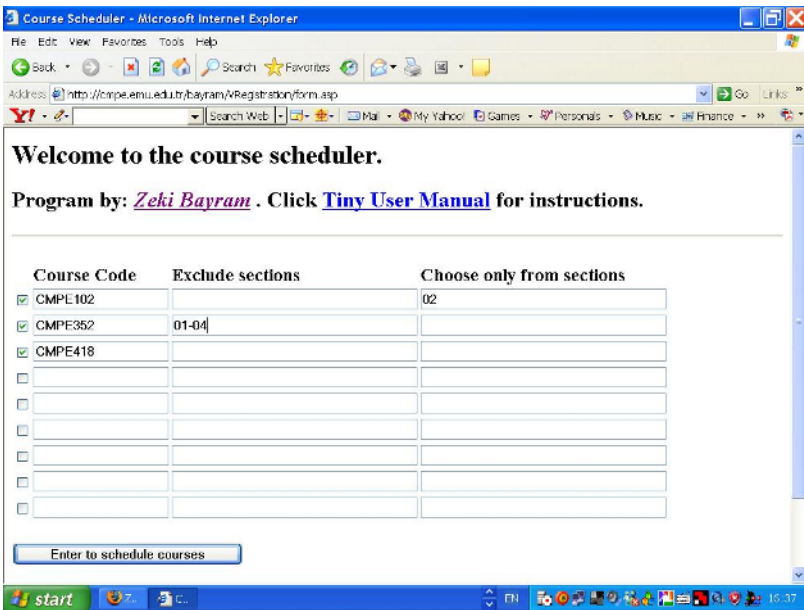 Course Scheduler - Microsoft Internet Explorer
File Edit View Favorites Tools Help
Back Search Favorites
Address http://cmpe.emu.edu.tr/bayram/VRegistration/form.asp Go Links »
Y! Search Web Mail My Yahoo! Games Personals Music Finance »
Welcome to the course scheduler.
Program by: Zeki Bayram . Click Tiny User Manual for instructions.
Course Code Exclude sections Choose only from sections
CMPE102 02
CMPE352 01-04
CMPE418
Enter to schedule courses
start Z... C... EN 16:37